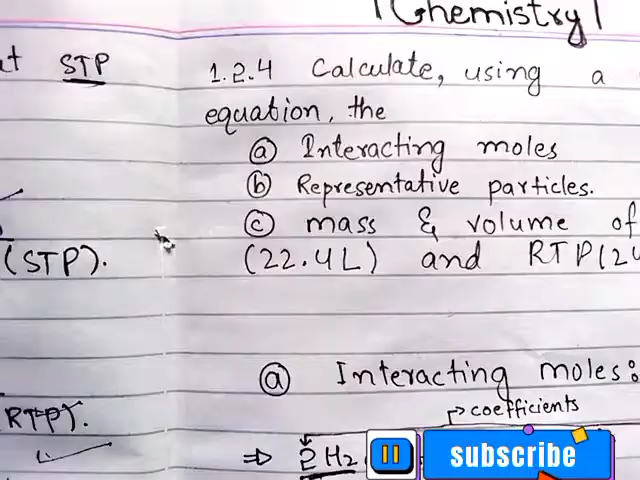 |Chemistry|
at STP
1.2.4 Calculate, using a
equation, the
ⓐ Interacting moles
ⓑ Representative particles.
ⓒ mass & volume of
(STP).
(22.4L) and RTP(24
ⓐ Interacting moles:
RTP).
coefficients
⇒ 2H₂
subscribe